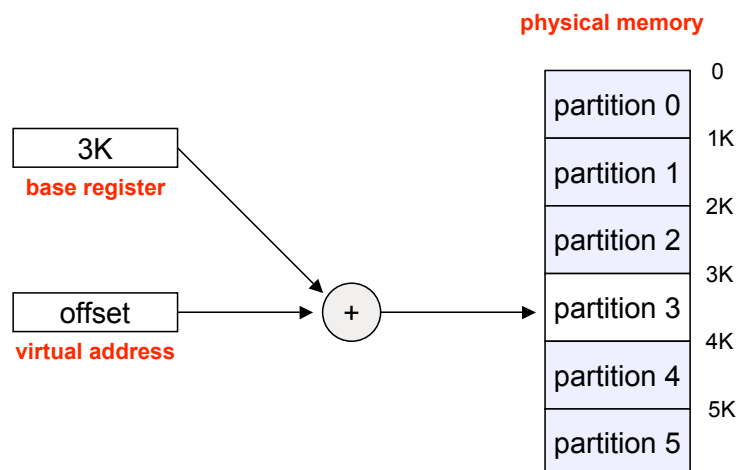 physical memory
0
partition 0
3K
1K
base register
partition 1
2K
partition 2
3K
offset
+
partition 3
virtual address
4K
partition 4
5K
partition 5